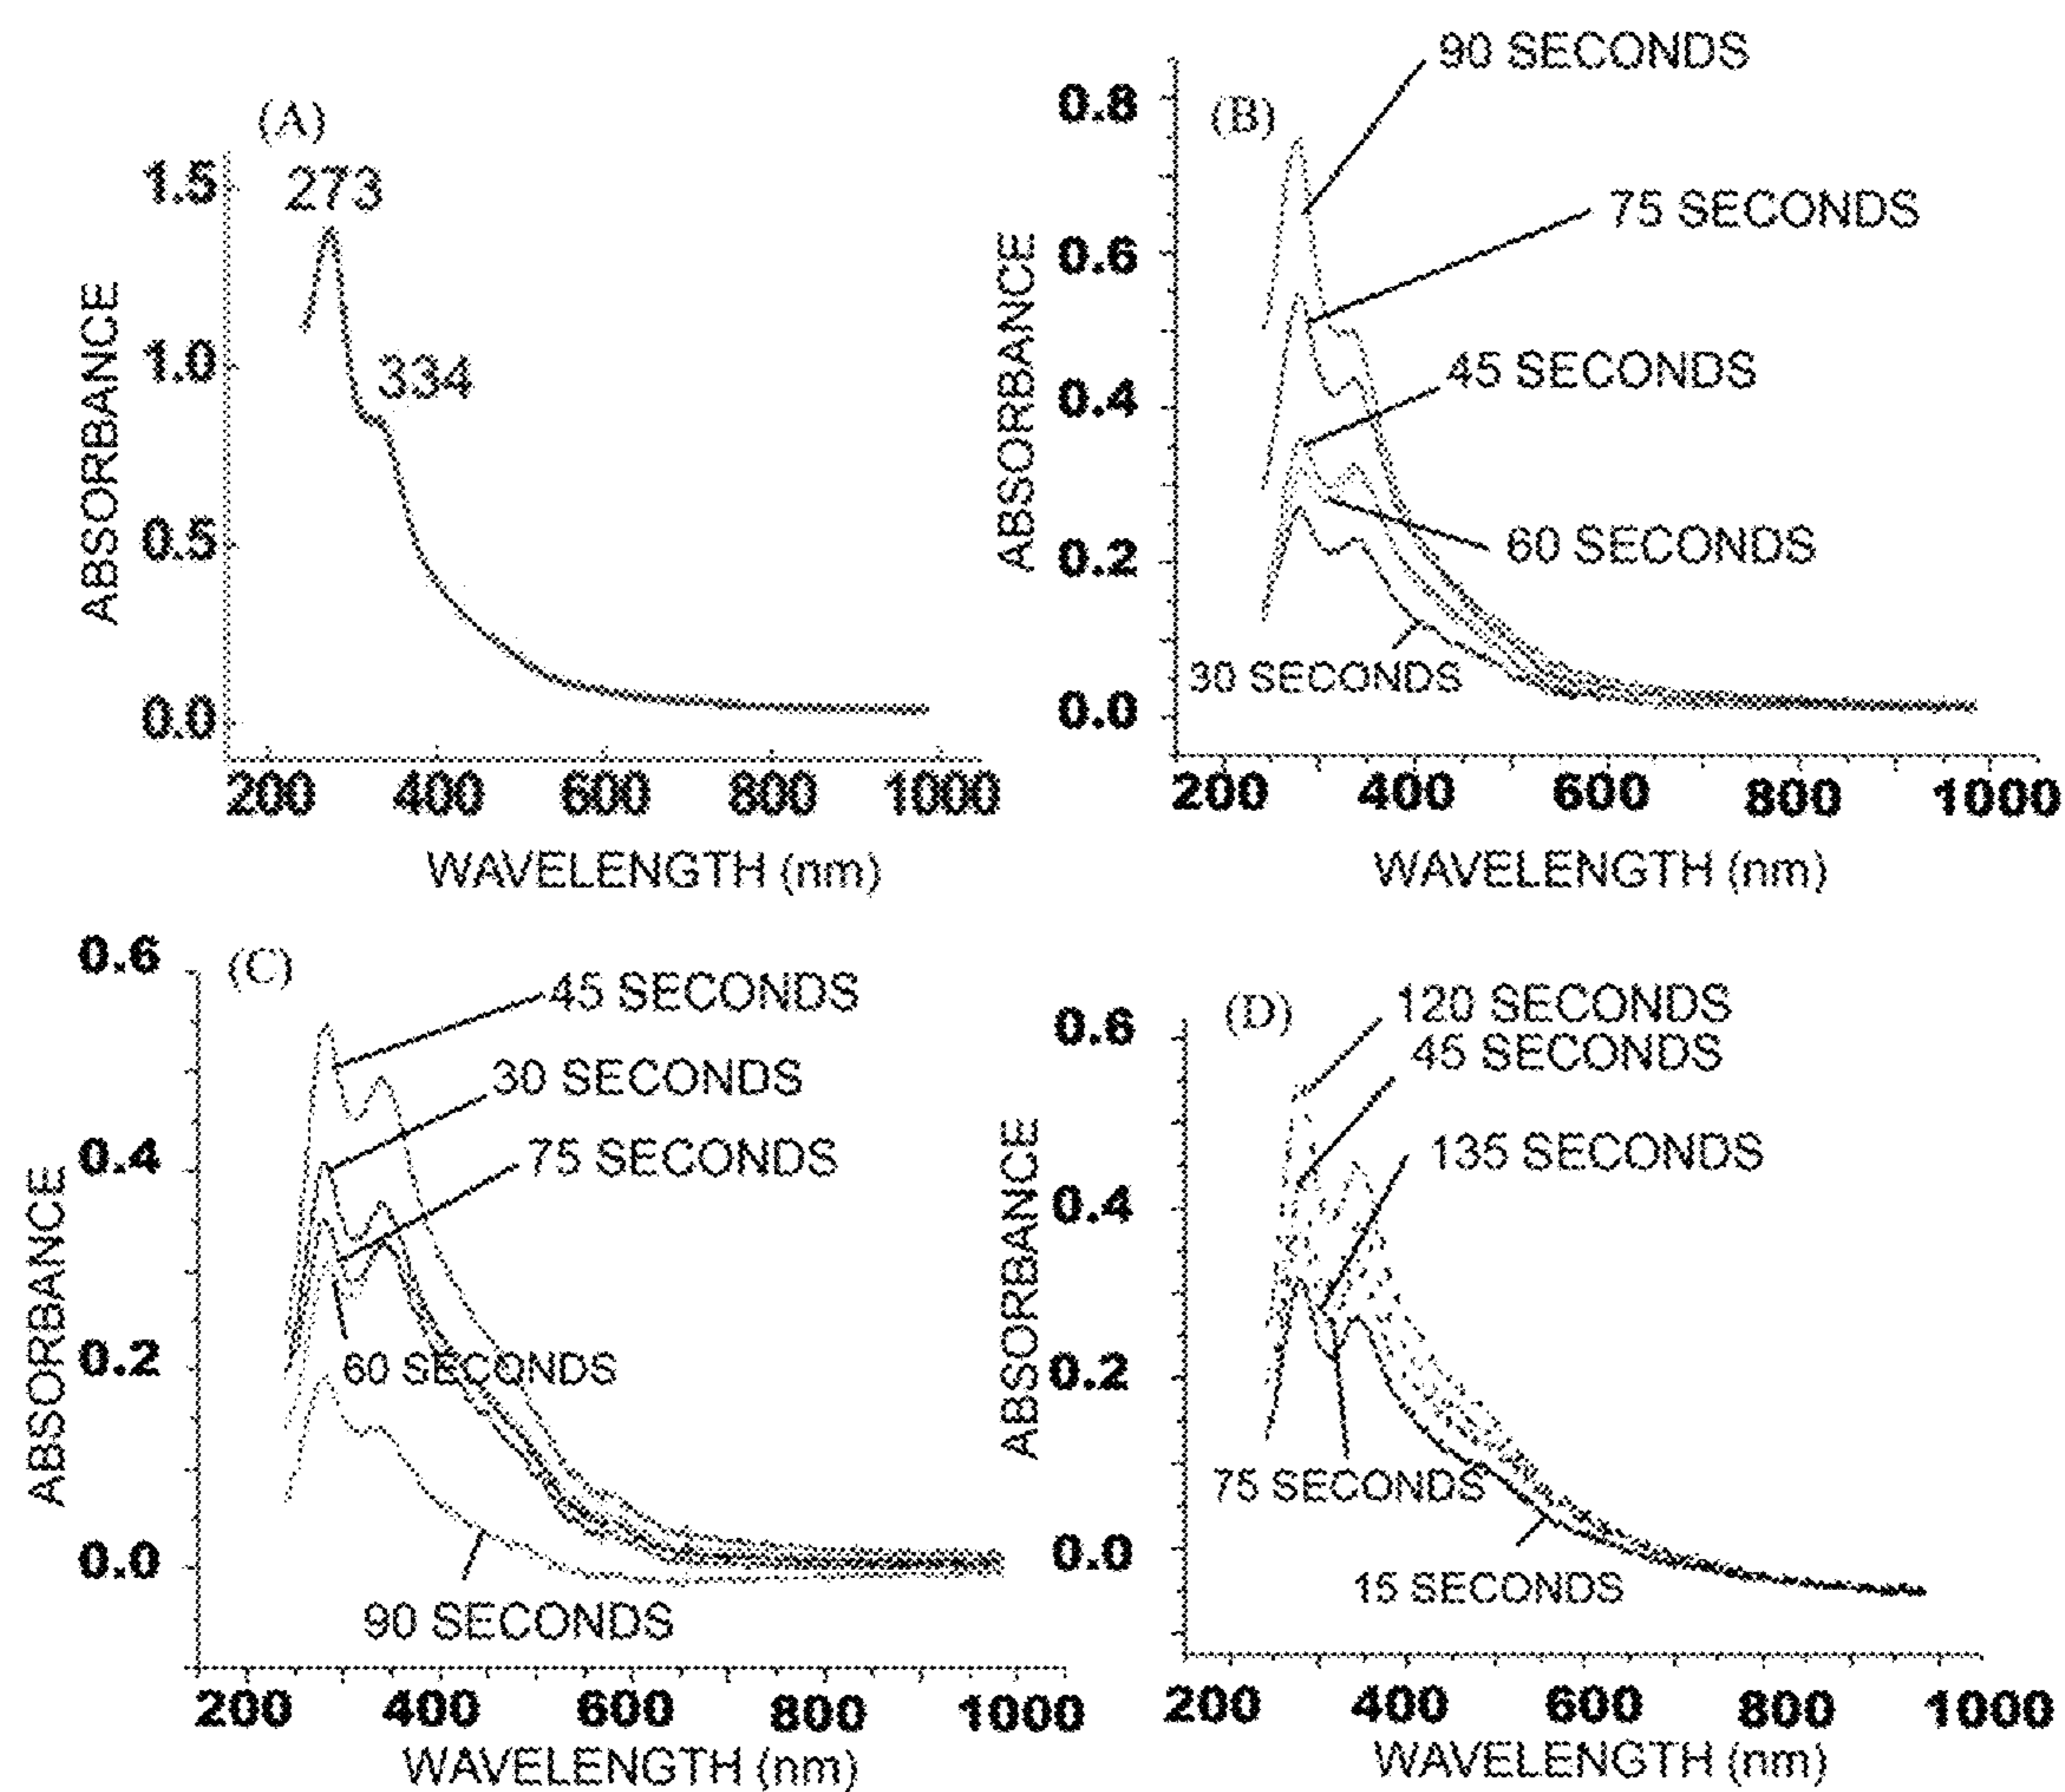 (A)
273
334
1.5
1.0
0.5
0.0
ABSORBANCE
200 400 600 800 1000
WAVELENGTH (nm)
(B)
90 SECONDS
75 SECONDS
45 SECONDS
60 SECONDS
30 SECONDS
0.8
0.6
0.4
0.2
0.0
ABSORBANCE
200 400 600 800 1000
WAVELENGTH (nm)
(C)
45 SECONDS
30 SECONDS
75 SECONDS
60 SECONDS
90 SECONDS
0.6
0.4
0.2
0.0
ABSORBANCE
200 400 600 800 1000
WAVELENGTH (nm)
(D)
120 SECONDS
45 SECONDS
135 SECONDS
75 SECONDS
15 SECONDS
0.6
0.4
0.2
0.0
ABSORBANCE
200 400 600 800 1000
WAVELENGTH (nm)